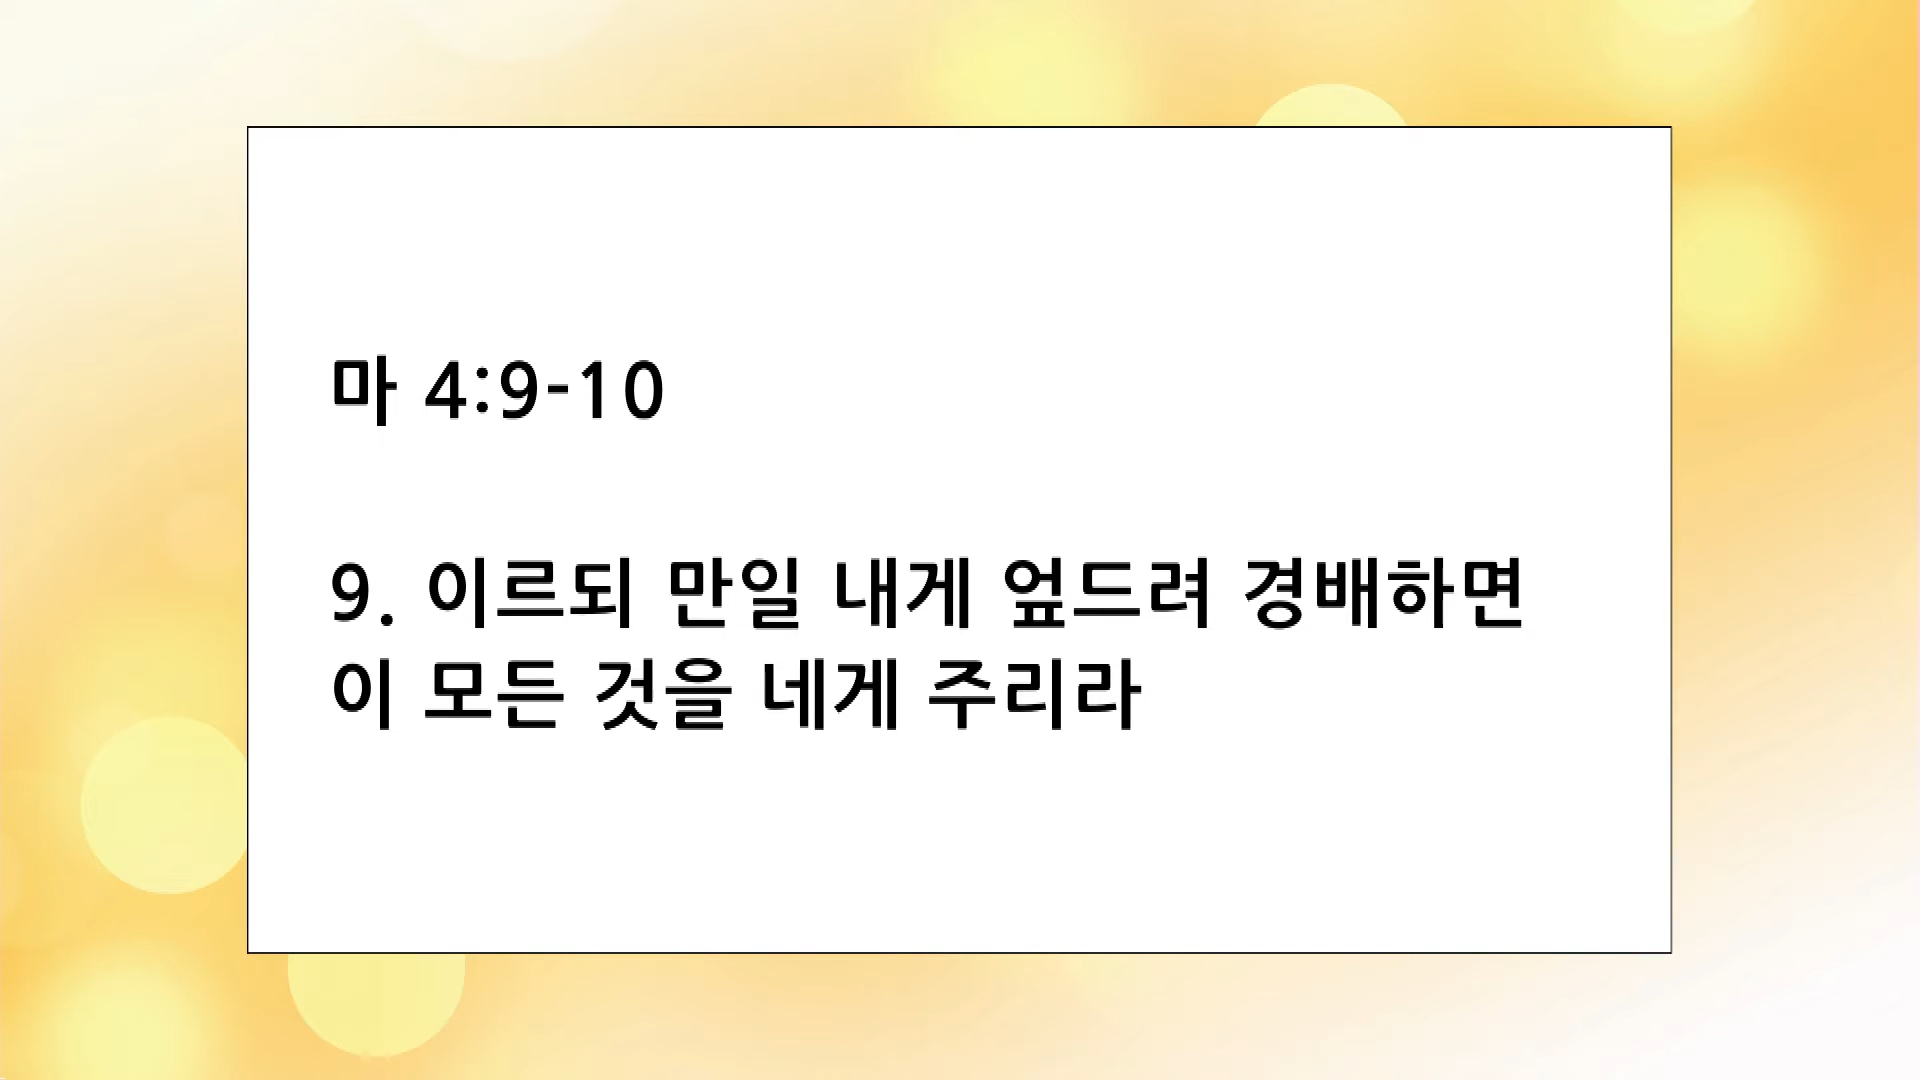 마 4:9-10
9. 이르되 만일 내게 엎드려 경배하면
이 모든 것을 네게 주리라